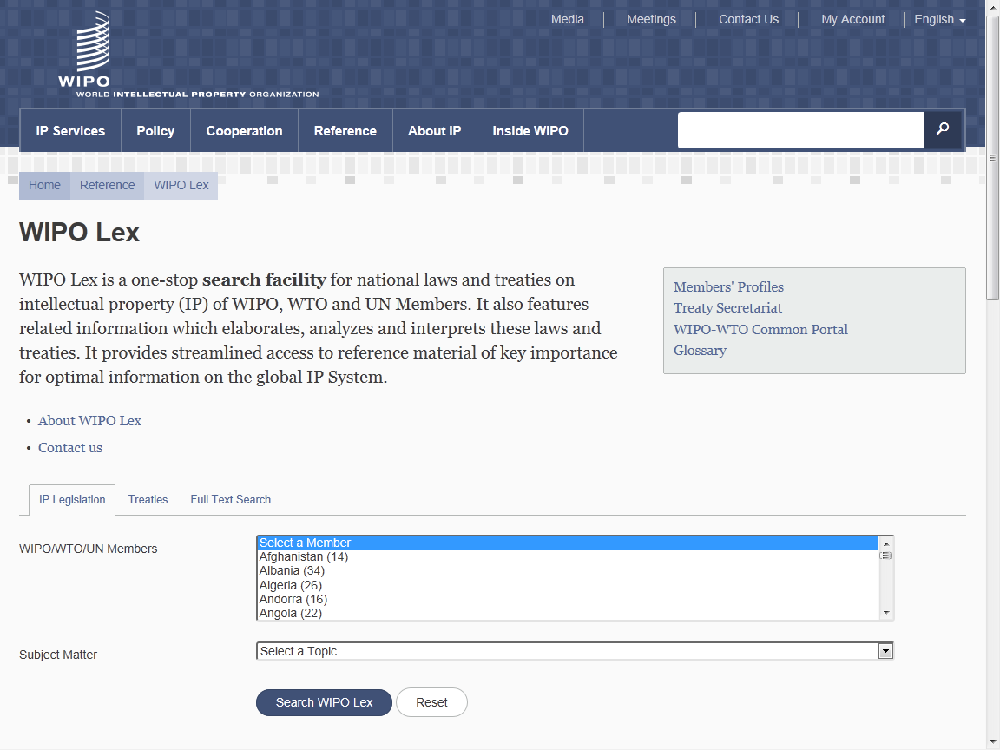 Media
Meetings
Contact Us
My Account
English
WIPO
WORLD INTELLECTUAL PROPERTY ORGANIZATION
IP Services
Policy
Cooperation
Reference
About IP
Inside WIPO
Home
Reference
WIPO Lex
WIPO Lex
WIPO Lex is a one-stop search facility for national laws and treaties on
intellectual property (IP) of WIPO, WTO and UN Members. It also features
related information which elaborates, analyzes and interprets these laws and
treaties. It provides streamlined access to reference material of key importance
for optimal information on the global IP System.
Members' Profiles
Treaty Secretariat
WIPO-WTO Common Portal
Glossary
• About WIPO Lex
• Contact us
IP Legislation
Treaties
Full Text Search
WIPO/WTO/UN Members
Select a Member
Afghanistan (14)
Albania (34)
Algeria (26)
Andorra (16)
Angola (22)
Subject Matter
Select a Topic
Search WIPO Lex
Reset